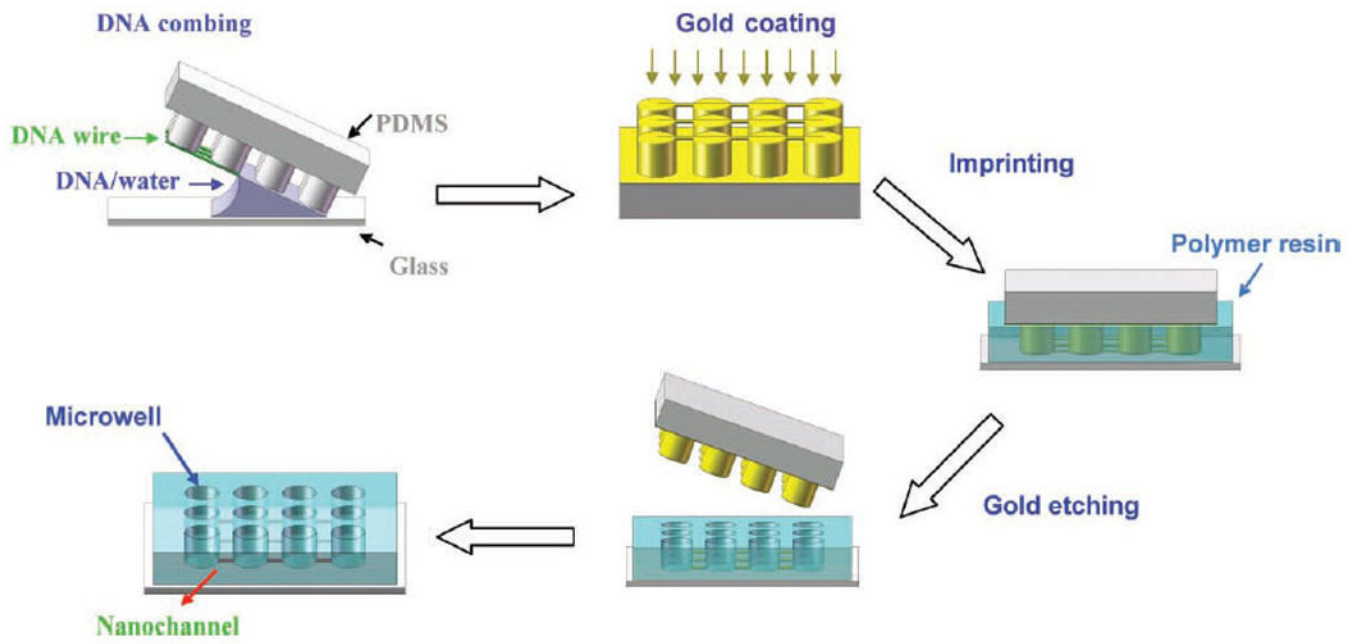 DNA combing
Gold coating
PDMS
DNA wire
DNA/water
Glass
Imprinting
Polymer resin
Gold etching
Microwell
Nanochannel